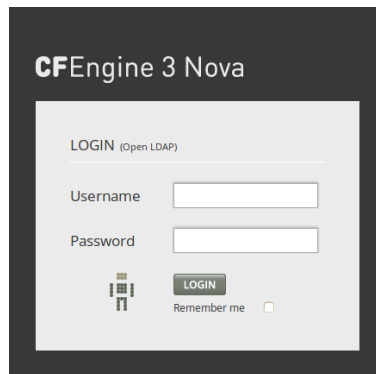 CFEngine 3 Nova
LOGIN (Open LDAP)
Username
Password
LOGIN
Remember me